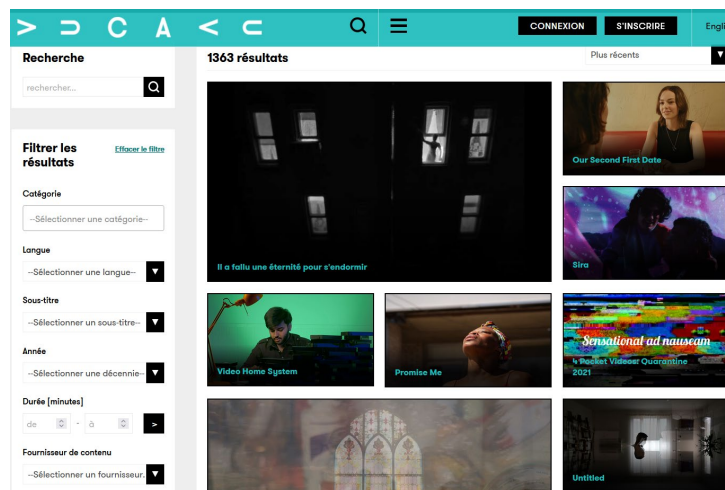 CONNEXION
S'INSCRIRE
Engli
Recherche
rechercher...
Filtrer les
résultats
Effacer le filtre
Catégorie
--Sélectionner une catégorie--
Langue
--Sélectionner une langue--
Sous-titre
--Sélectionner un sous-titre--
Année
--Sélectionner une décennie--
Durée [minutes]
de - à >
Fournisseur de contenu
--Sélectionner un fournisseur.
1363 résultats
Plus récents
Il a fallu une éternité pour s'endormir
Our Second First Date
Sira
Video Home System
Promise Me
Sensational ad nauseam
4 Pocket Videos: Quarantine
2021
Untitled